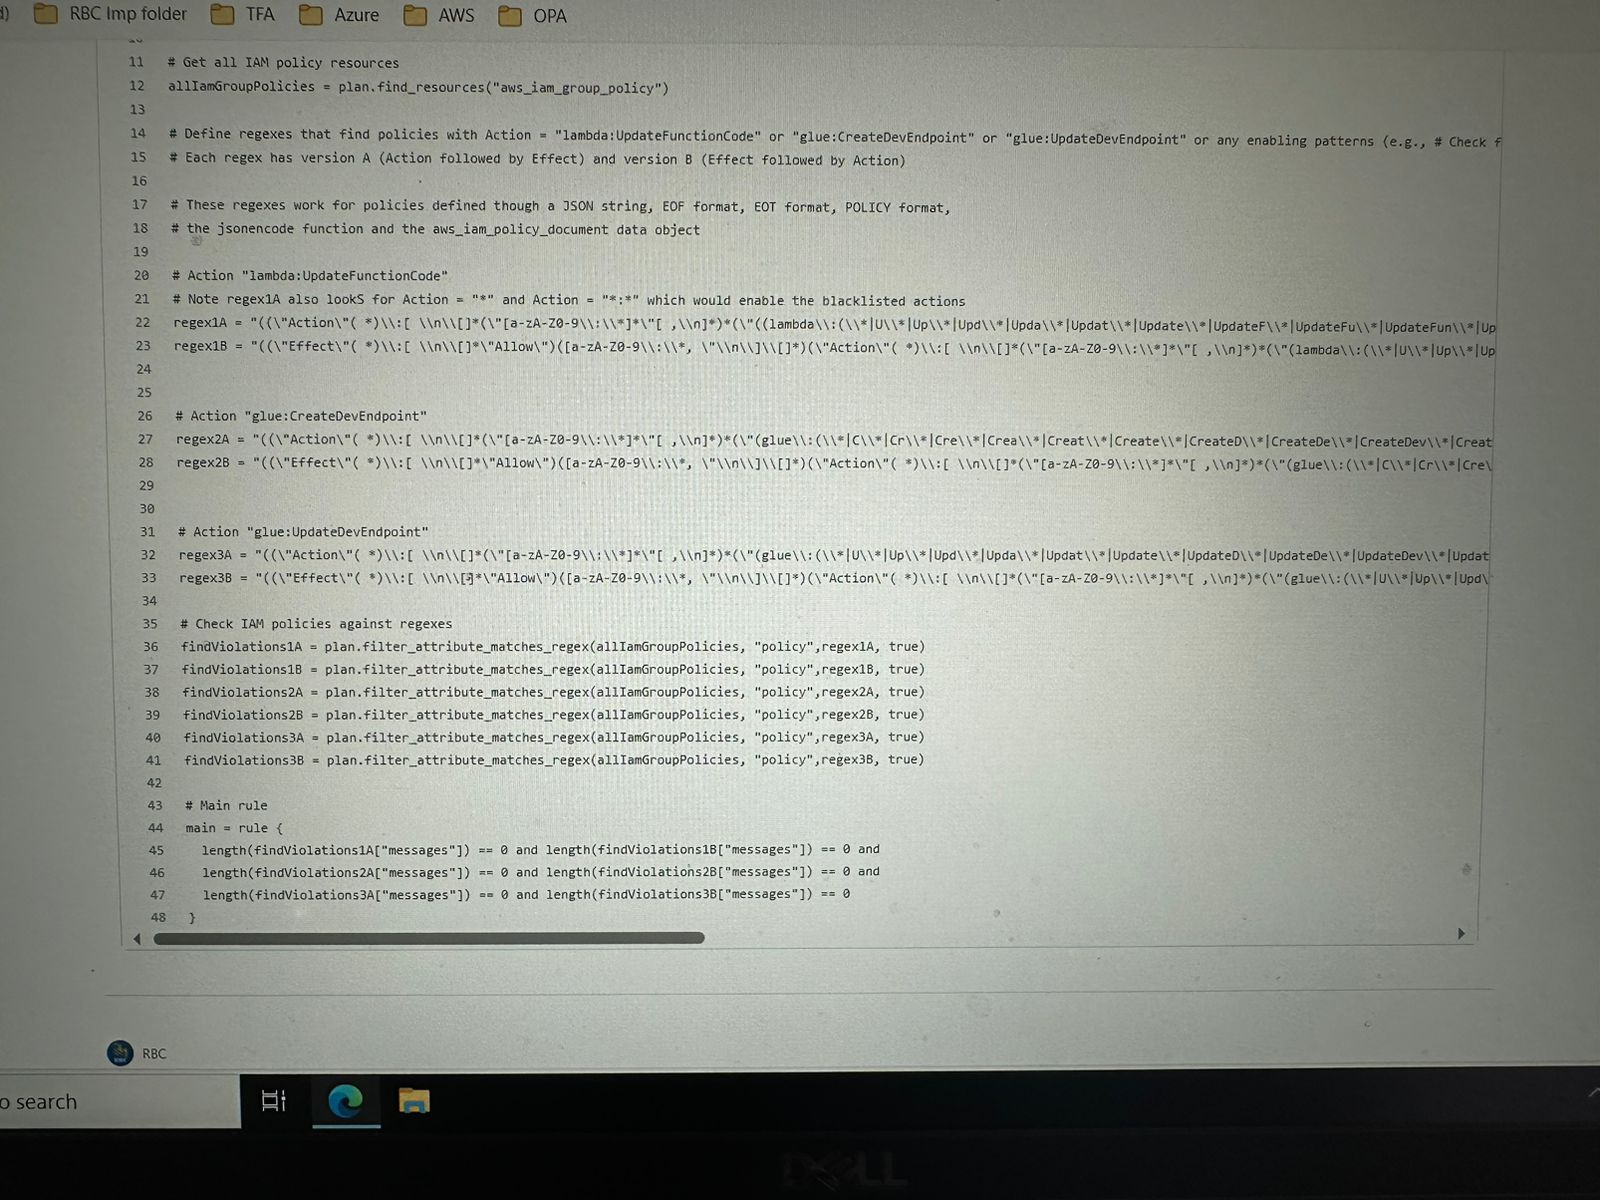 RBC Imp folder TFA Azure AWS OPA
11 # Get all IAM policy resources
12 allIamGroupPolicies = plan.find_resources("aws_iam_group_policy")
13
14 # Define regexes that find policies with Action = "lambda:UpdateFunctionCode" or "glue:CreateDevEndpoint" or "glue:UpdateDevEndpoint" or any enabling patterns (e.g., # Check f
15 # Each regex has version A (Action followed by Effect) and version B (Effect followed by Action)
16
17 # These regexes work for policies defined though a JSON string, EOF format, EOT format, POLICY format,
18 # the jsonencode function and the aws_iam_policy_document data object
19
20 # Action "lambda:UpdateFunctionCode"
21 # Note regex1A also lookS for Action = "*" and Action = "*:*" which would enable the blacklisted actions
22 regex1A = "((\"Action\"( *)\\:[ \\n\\[]*(\"[a-zA-Z0-9\\:\\*]*\"[ ,\\n]*)*(\"((lambda\\:(\\*|U\\*|Up\\*|Upd\\*|Upda\\*|Updat\\*|Update\\*|UpdateF\\*|UpdateFu\\*|UpdateFun\\*|Up
23 regex1B = "((\"Effect\"( *)\\:[ \\n\\[]*\"Allow\")([a-zA-Z0-9\\:\\*, \"\\n\\]\\[]*)(\"Action\"( *)\\:[ \\n\\[]*(\"[a-zA-Z0-9\\:\\*]*\"[ ,\\n]*)*(\"(lambda\\:(\\*|U\\*|Up\\*|Up
24
25
26 # Action "glue:CreateDevEndpoint"
27 regex2A = "((\"Action\"( *)\\:[ \\n\\[]*(\"[a-zA-Z0-9\\:\\*]*\"[ ,\\n]*)*(\"(glue\\:(\\*|C\\*|Cr\\*|Cre\\*|Crea\\*|Creat\\*|Create\\*|CreateD\\*|CreateDe\\*|CreateDev\\*|Creat
28 regex2B = "((\"Effect\"( *)\\:[ \\n\\[]*\"Allow\")([a-zA-Z0-9\\:\\*, \"\\n\\]\\[]*)(\"Action\"( *)\\:[ \\n\\[]*(\"[a-zA-Z0-9\\:\\*]*\"[ ,\\n]*)*(\"(glue\\:(\\*|C\\*|Cr\\*|Cre\
29
30
31 # Action "glue:UpdateDevEndpoint"
32 regex3A = "((\"Action\"( *)\\:[ \\n\\[]*(\"[a-zA-Z0-9\\:\\*]*\"[ ,\\n]*)*(\"(glue\\:(\\*|U\\*|Up\\*|Upd\\*|Upda\\*|Updat\\*|Update\\*|UpdateD\\*|UpdateDe\\*|UpdateDev\\*|Updat
33 regex3B = "((\"Effect\"( *)\\:[ \\n\\[]*\"Allow\")([a-zA-Z0-9\\:\\*, \"\\n\\]\\[]*)(\"Action\"( *)\\:[ \\n\\[]*(\"[a-zA-Z0-9\\:\\*]*\"[ ,\\n]*)*(\"(glue\\:(\\*|U\\*|Up\\*|Upd\
34
35 # Check IAM policies against regexes
36 findViolations1A = plan.filter_attribute_matches_regex(allIamGroupPolicies, "policy",regex1A, true)
37 findViolations1B = plan.filter_attribute_matches_regex(allIamGroupPolicies, "policy",regex1B, true)
38 findViolations2A = plan.filter_attribute_matches_regex(allIamGroupPolicies, "policy",regex2A, true)
39 findViolations2B = plan.filter_attribute_matches_regex(allIamGroupPolicies, "policy",regex2B, true)
40 findViolations3A = plan.filter_attribute_matches_regex(allIamGroupPolicies, "policy",regex3A, true)
41 findViolations3B = plan.filter_attribute_matches_regex(allIamGroupPolicies, "policy",regex3B, true)
42
43 # Main rule
44 main = rule {
45 length(findViolations1A["messages"]) == 0 and length(findViolations1B["messages"]) == 0 and
46 length(findViolations2A["messages"]) == 0 and length(findViolations2B["messages"]) == 0 and
47 length(findViolations3A["messages"]) == 0 and length(findViolations3B["messages"]) == 0
48 }
RBC
o search
DELL